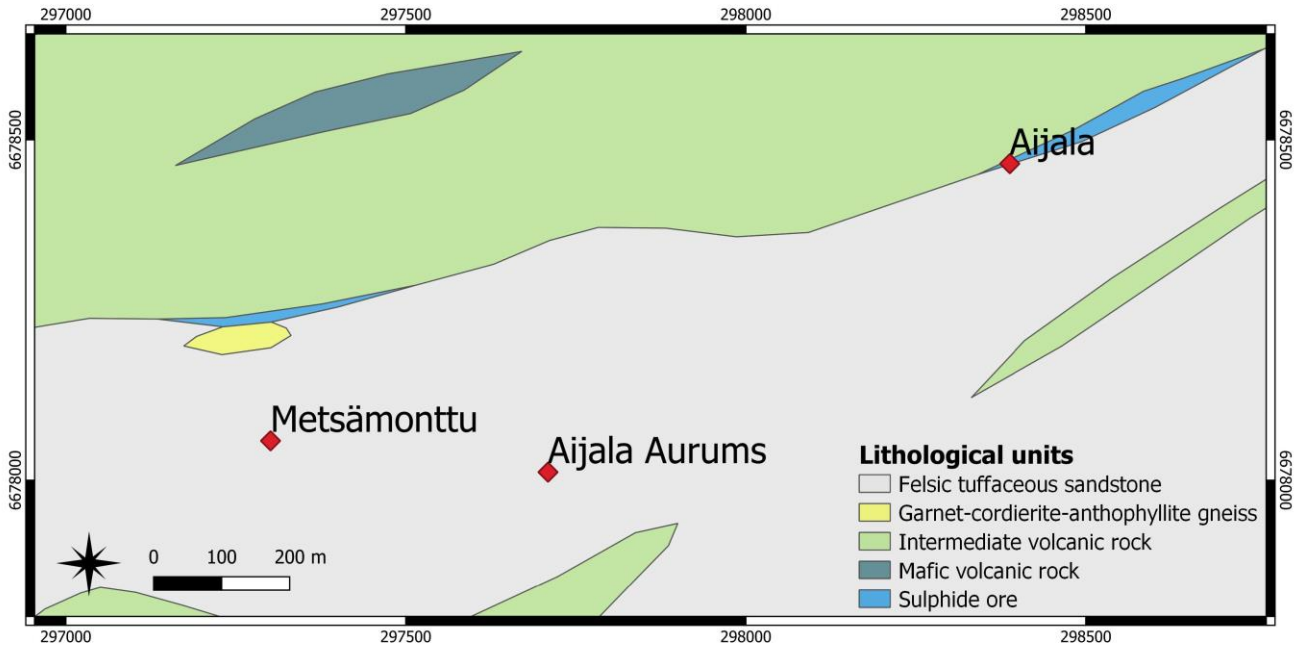 297000 297500 298000 298500
6678500
6678500
Aijala
Metsämonttu
Aijala Aurums
6678000
6678000
Lithological units
Felsic tuffaceous sandstone
Garnet-cordierite-anthophyllite gneiss
Intermediate volcanic rock
Mafic volcanic rock
Sulphide ore
0 100 200 m
297000 297500 298000 298500